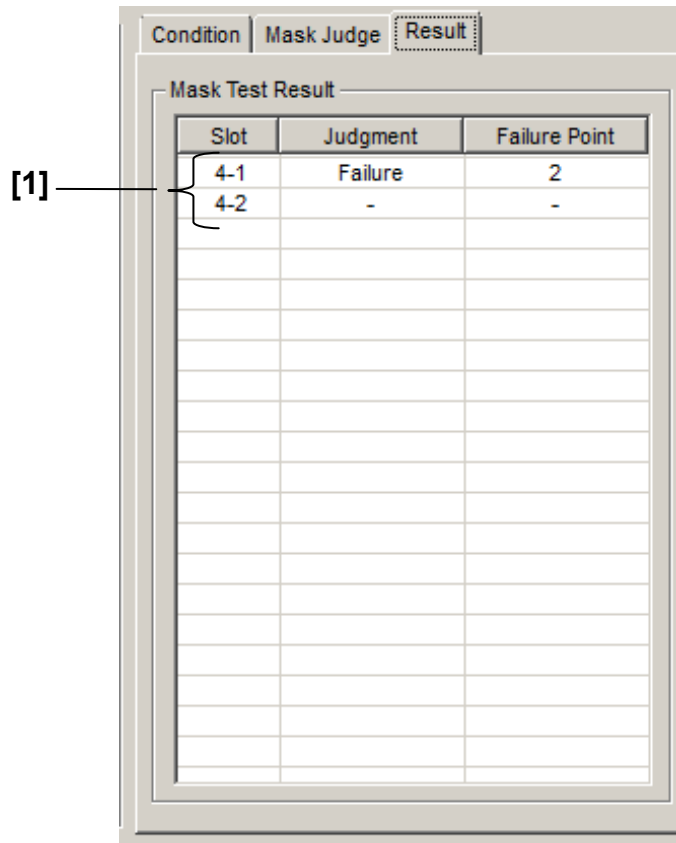 Condition Mask Judge Result
Mask Test Result
Slot Judgment Failure Point
4-1 Failure 2
[1]
4-2 - -